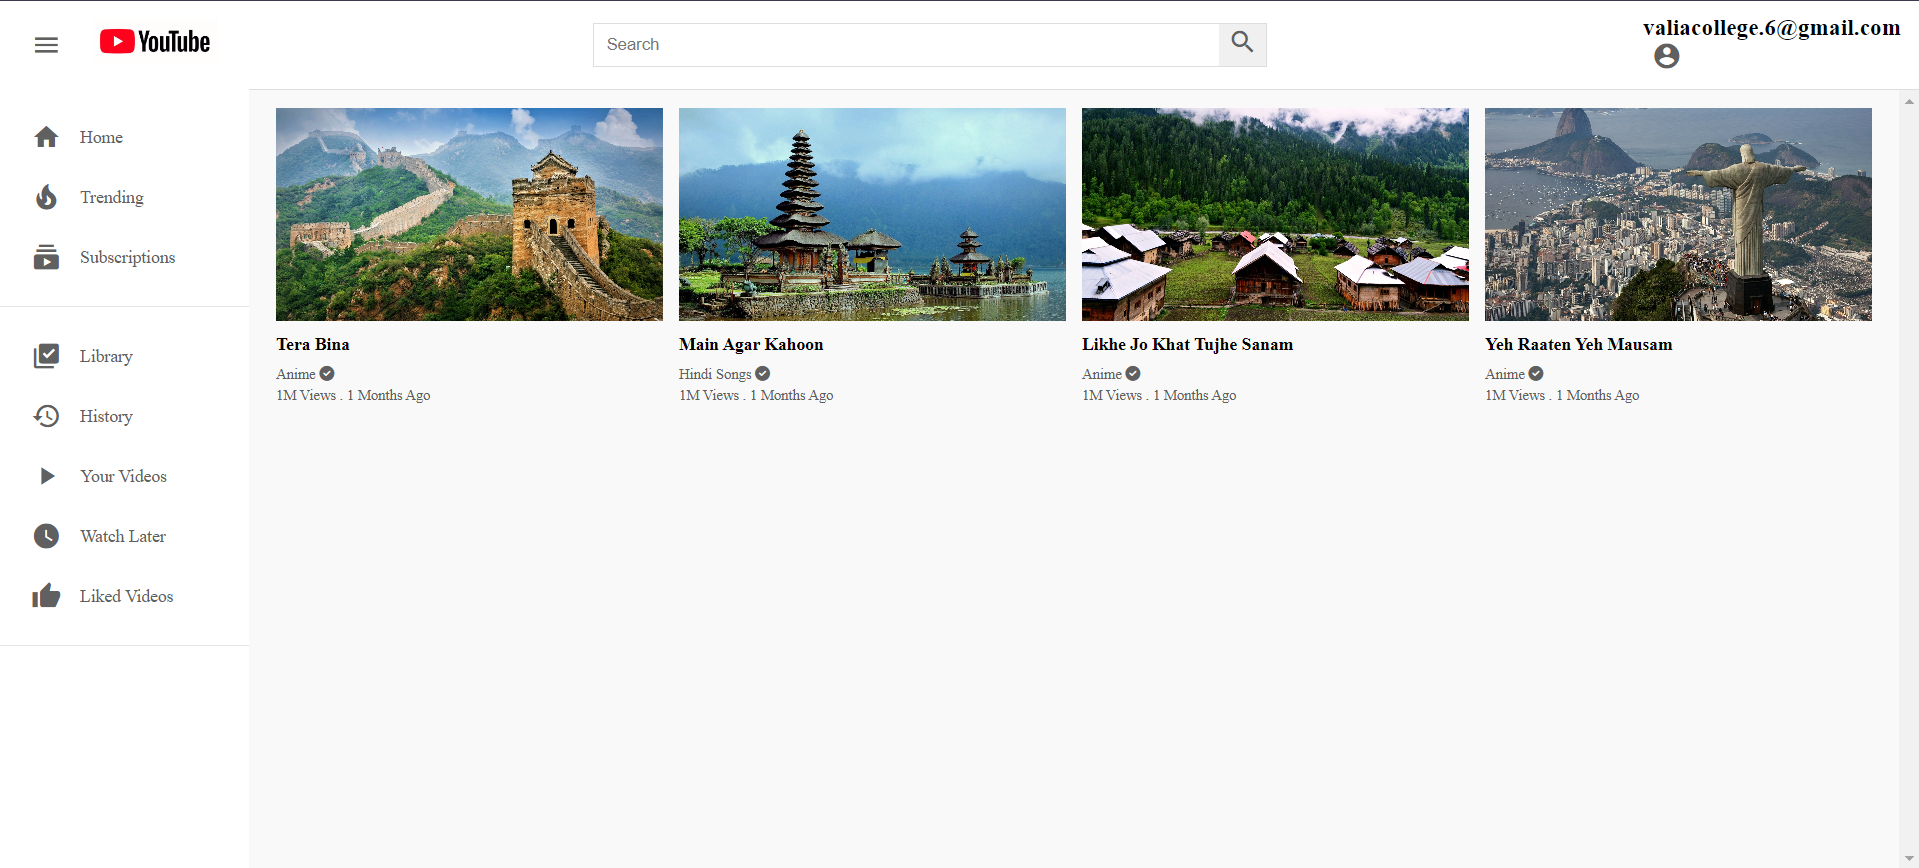 YouTube
Search
valiacollege.6@gmail.com
Home
Trending
Subscriptions
Library
History
Your Videos
Watch Later
Liked Videos
Tera Bina
Anime
1M Views . 1 Months Ago
Main Agar Kahoon
Hindi Songs
1M Views . 1 Months Ago
Likhe Jo Khat Tujhe Sanam
Anime
1M Views . 1 Months Ago
Yeh Raaten Yeh Mausam
Anime
1M Views . 1 Months Ago